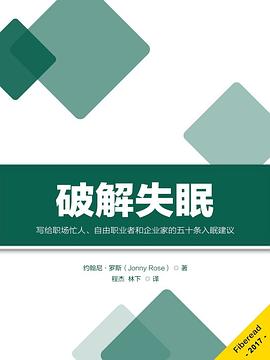 破解失眠
写给职场忙人、自由职业者和企业家的五十条入眠建议
约翰尼·罗斯（Jonny Rose）◎ 著
程杰 林下 ◎ 译
Fiberead
- 2017 -